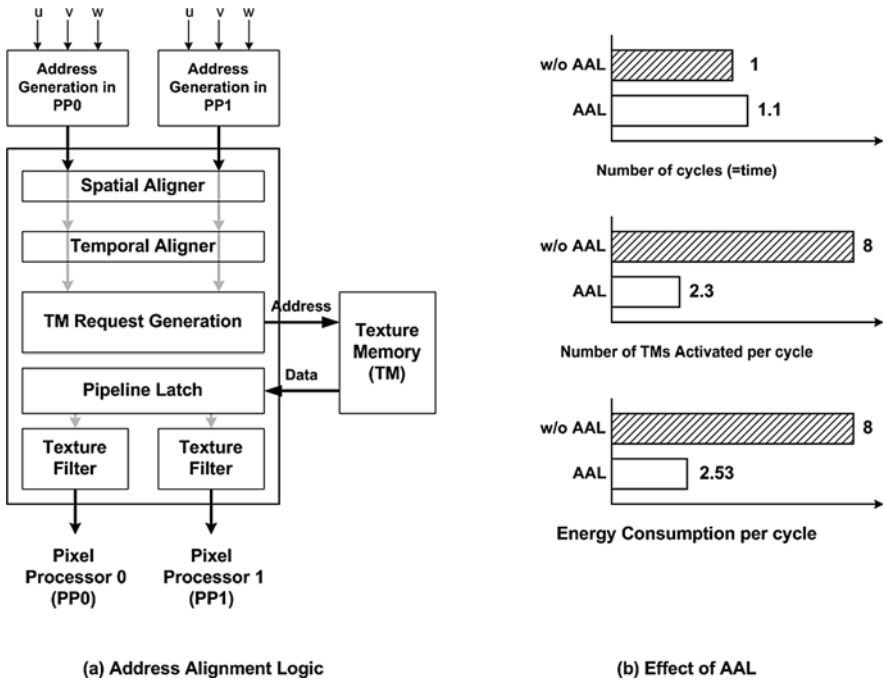 u v w
u v w
Address
Generation in
PP0
Address
Generation in
PP1
Spatial Aligner
Temporal Aligner
TM Request Generation
Address
Texture
Memory
(TM)
Data
Pipeline Latch
Texture
Filter
Texture
Filter
Pixel
Processor 0
(PP0)
Pixel
Processor 1
(PP1)
(a) Address Alignment Logic
w/o AAL 1
AAL 1.1
Number of cycles (=time)
w/o AAL 8
AAL 2.3
Number of TMs Activated per cycle
w/o AAL 8
AAL 2.53
Energy Consumption per cycle
(b) Effect of AAL